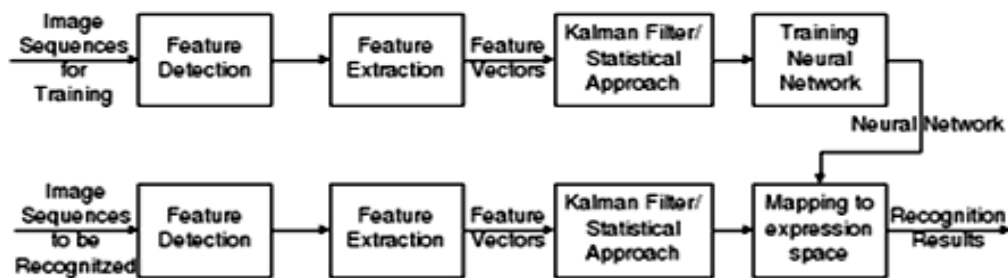 Image
Sequences
for
Training
Feature
Detection
Feature
Extraction
Feature
Vectors
Kalman Filter/
Statistical
Approach
Training
Neural
Network
Neural Network
Image
Sequences
to be
Recognitzed
Feature
Detection
Feature
Extraction
Feature
Vectors
Kalman Filter/
Statistical
Approach
Mapping to
expression
space
Recognition
Results